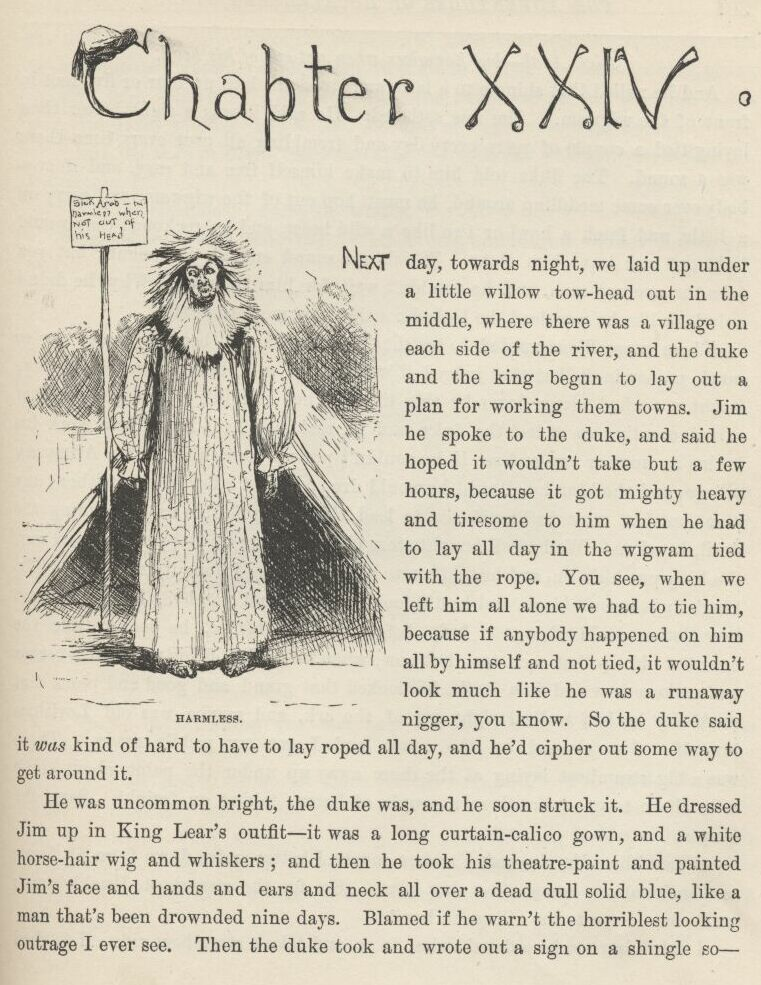 Chapter XXIV.
Sick Arab — but
harmless when
not out of
his Head
NEXT day, towards night, we laid up under
a little willow tow-head out in the
middle, where there was a village on
each side of the river, and the duke
and the king begun to lay out a
plan for working them towns. Jim
he spoke to the duke, and said he
hoped it wouldn't take but a few
hours, because it got mighty heavy
and tiresome to him when he had
to lay all day in the wigwam tied
with the rope. You see, when we
left him all alone we had to tie him,
because if anybody happened on him
all by himself and not tied, it wouldn't
look much like he was a runaway
HARMLESS.
nigger, you know. So the duke said
it was kind of hard to have to lay roped all day, and he'd cipher out some way to
get around it.
He was uncommon bright, the duke was, and he soon struck it. He dressed
Jim up in King Lear's outfit—it was a long curtain-calico gown, and a white
horse-hair wig and whiskers; and then he took his theatre-paint and painted
Jim's face and hands and ears and neck all over a dead dull solid blue, like a
man that's been drownded nine days. Blamed if he warn't the horriblest looking
outrage I ever see. Then the duke took and wrote out a sign on a shingle so—